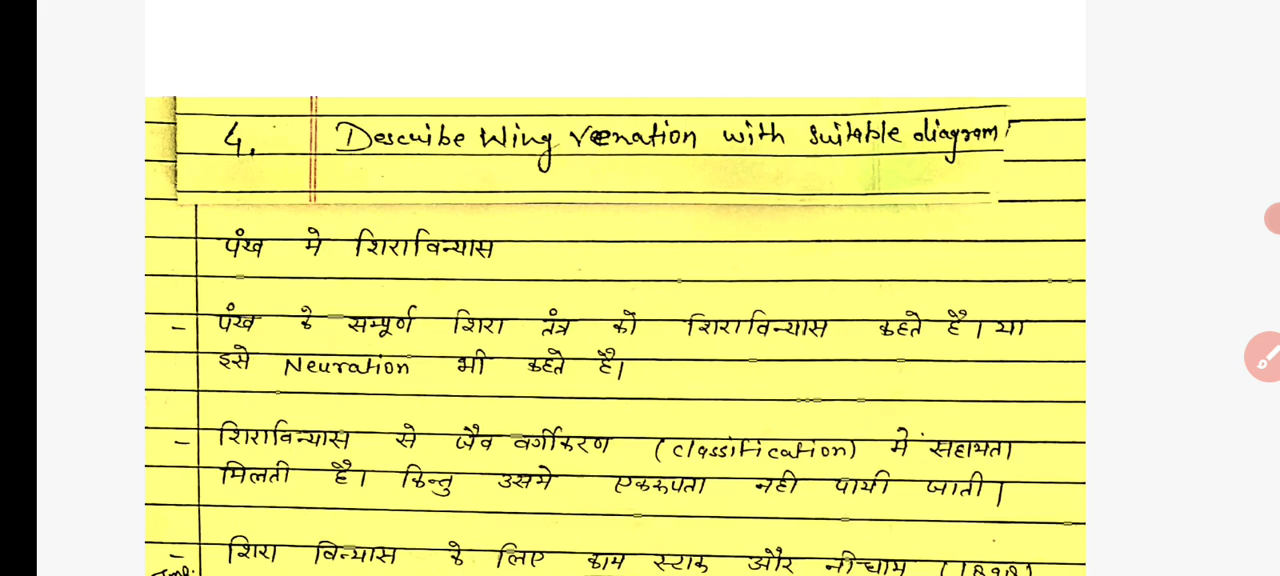 4. Describe Wing Venation with suitable diagram
पंख मे शिराविन्यास
- पंख के सम्पूर्ण शिरा तंत्र को शिराविन्यास कहते है। या
इसे Neuration भी कहते है।
- शिराविन्यास से जैव वर्गीकरण (classification) में सहायता
मिलती है। किन्तु उसमे एकरूपता नही पायी जाती।
- शिरा विन्यास के लिए काम स्टाक और नीधाम (1898)